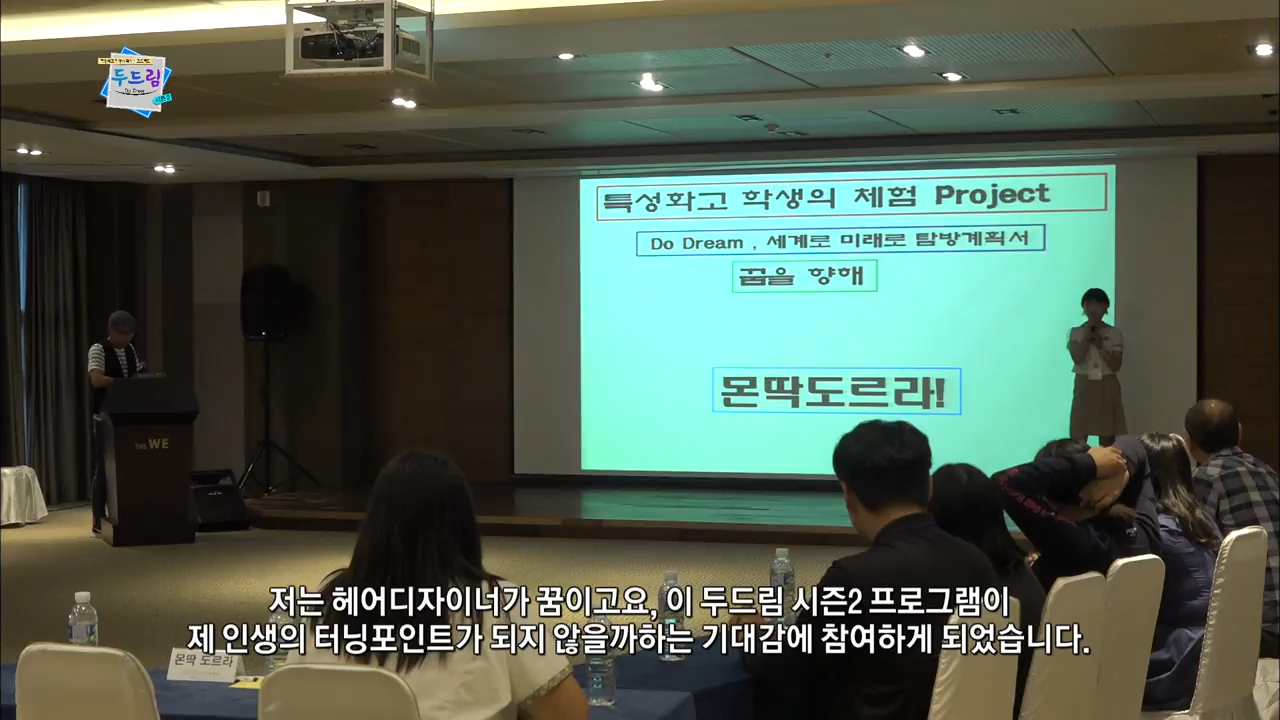 두드림
Do Dream
특성화고 학생의 체험 Project
Do Dream , 세계로 미래로 탐방계획서
꿈을 향해
몬딱도르라!
THE WE
몬딱 도르라
저는 헤어디자이너가 꿈이고요, 이 두드림 시즌2 프로그램이
제 인생의 터닝포인트가 되지 않을까하는 기대감에 참여하게 되었습니다.